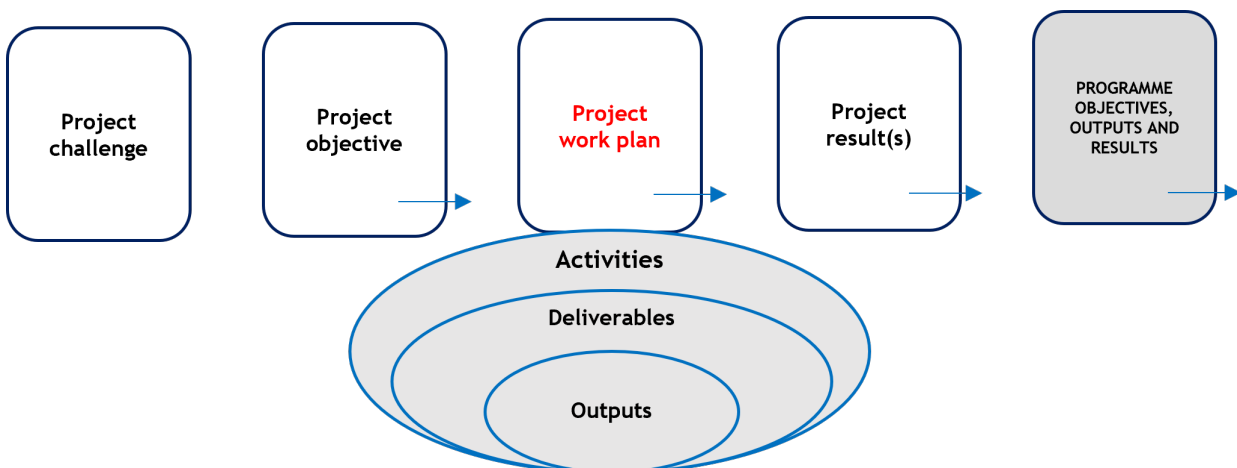 Project
challenge
Project
objective
Project
work plan
Project
result(s)
PROGRAMME
OBJECTIVES,
OUTPUTS AND
RESULTS
Activities
Deliverables
Outputs